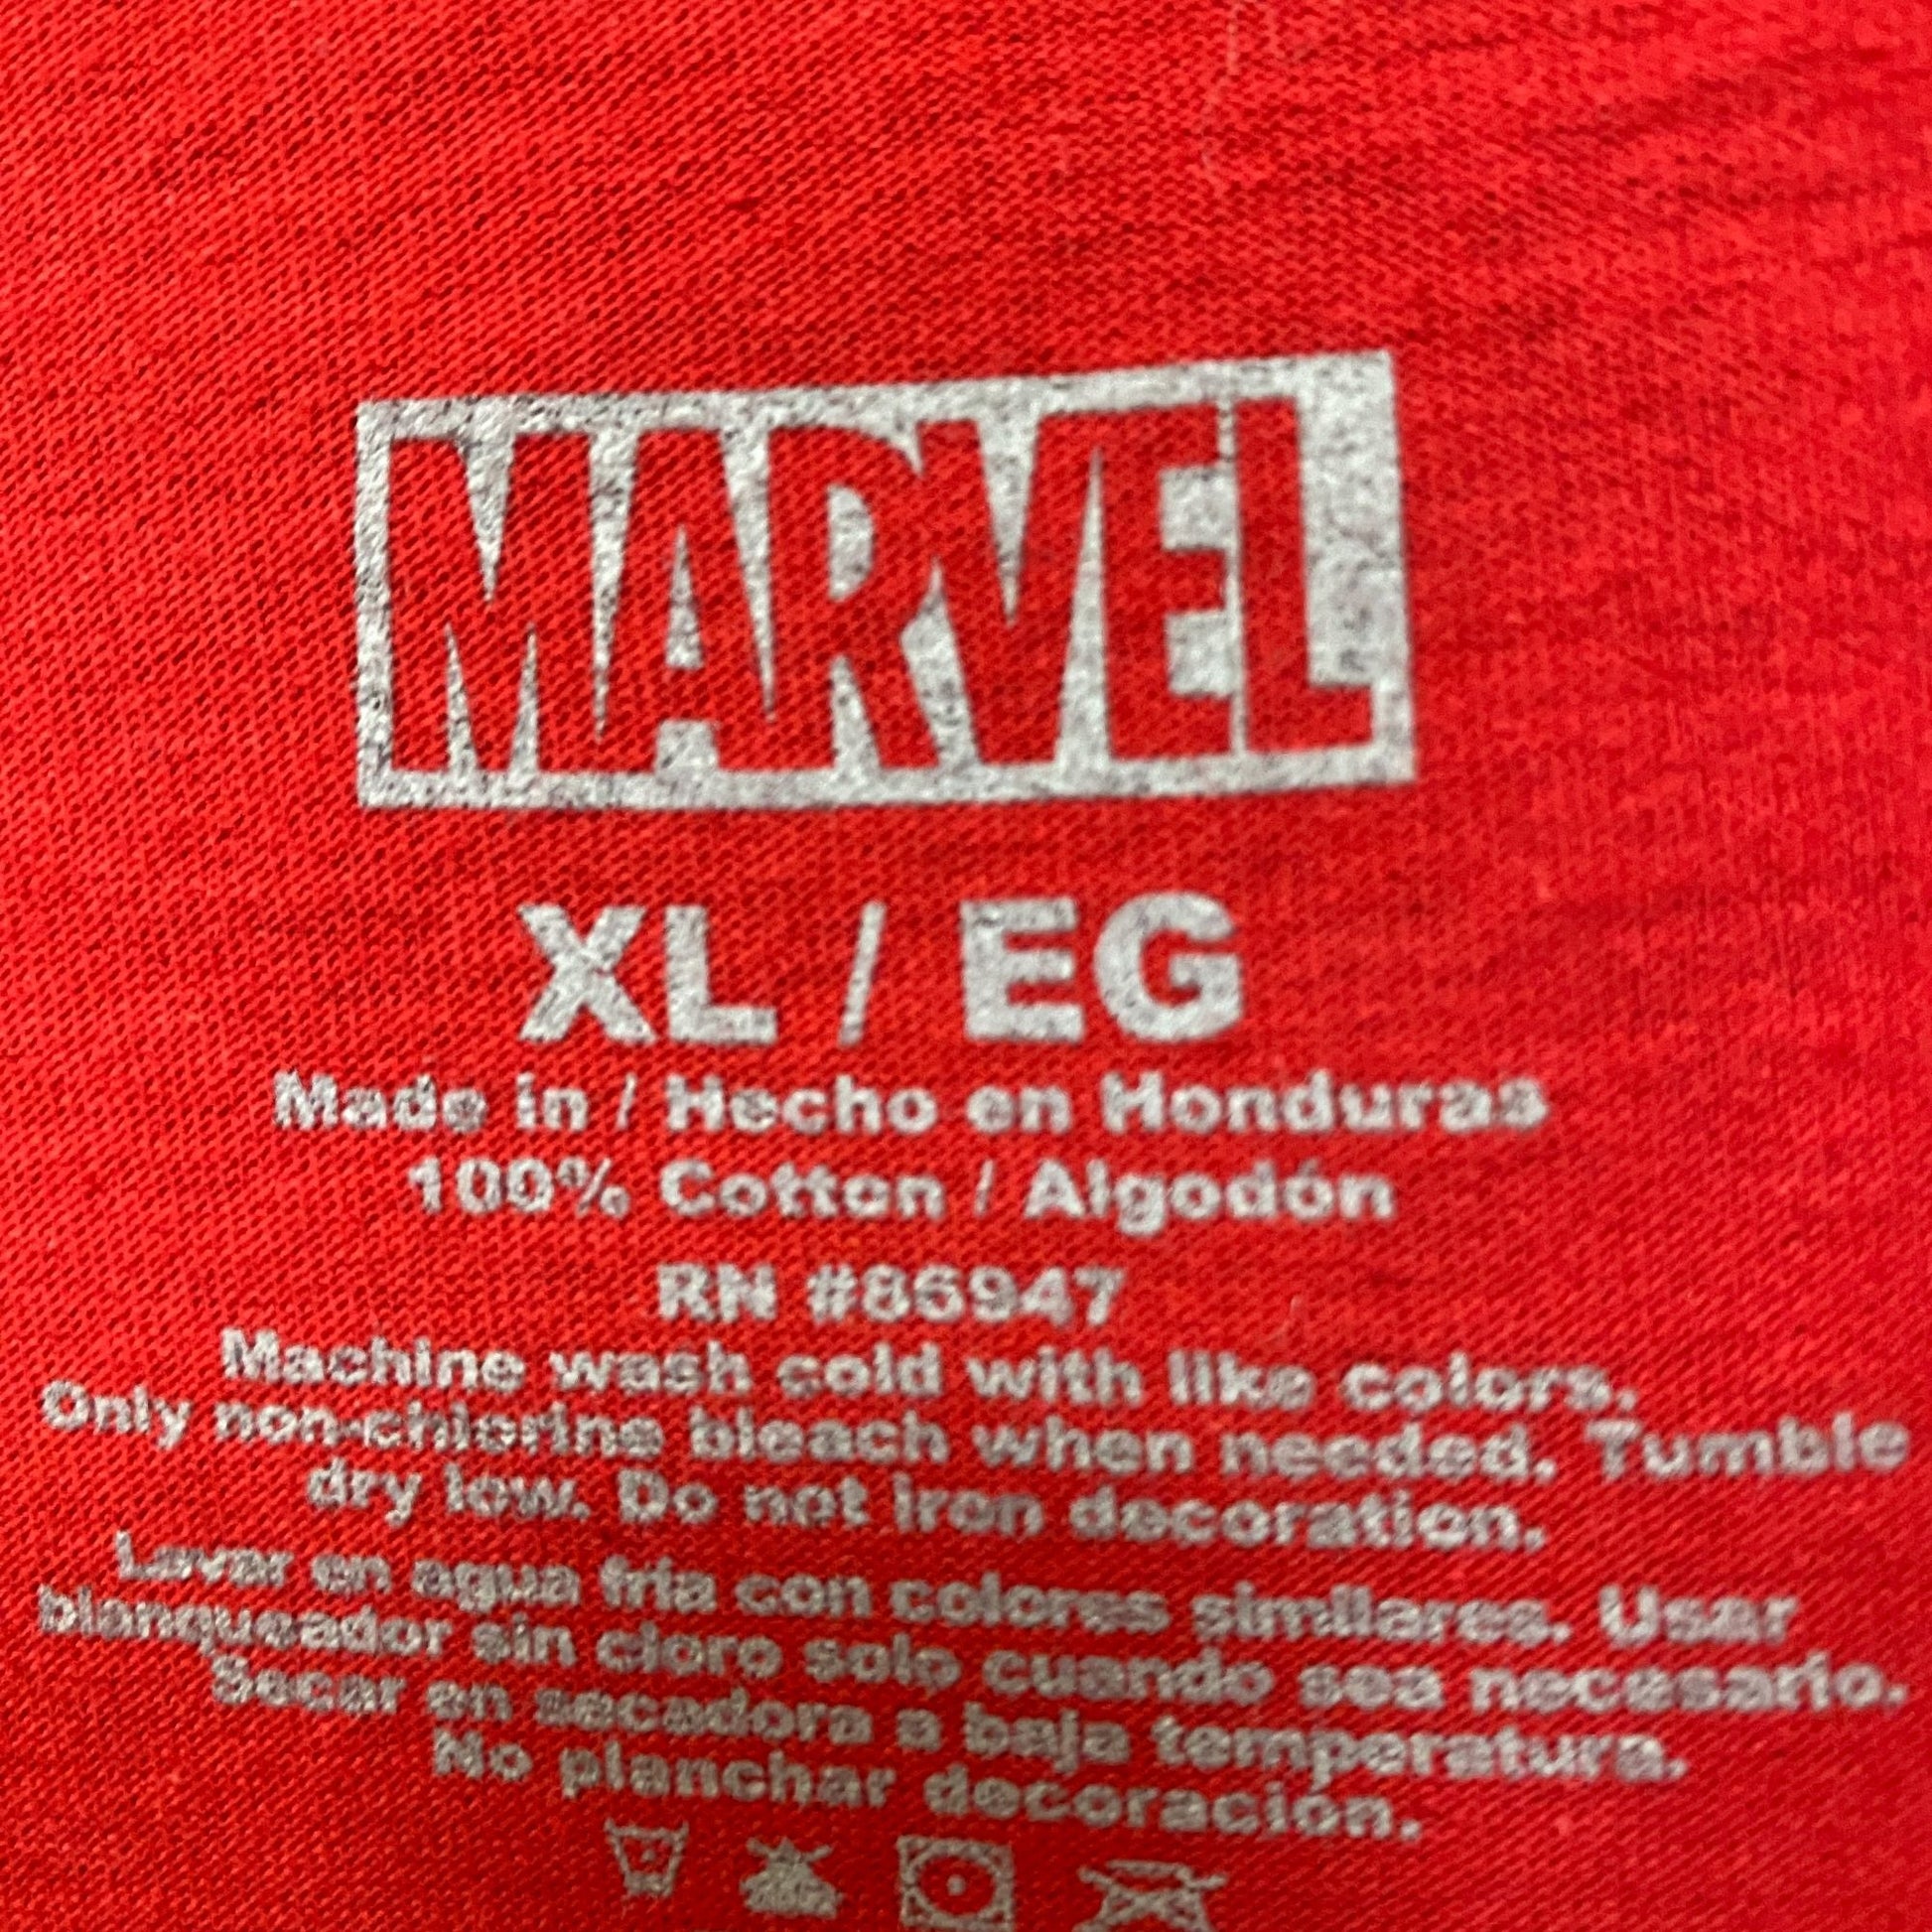 MARVEL
XL / EG
Made in / Hecho en Honduras
100% Cotton / Algodón
RN #86947
Machine wash cold with like colors.
Only non-chlorine bleach when needed. Tumble
dry low. Do not iron decoration.
Lavar en agua fria con colores similares. Usar
blanqueador sin cloro solo cuando sea necesario.
Secar en secadora a baja temperatura.
No planchar decoración.